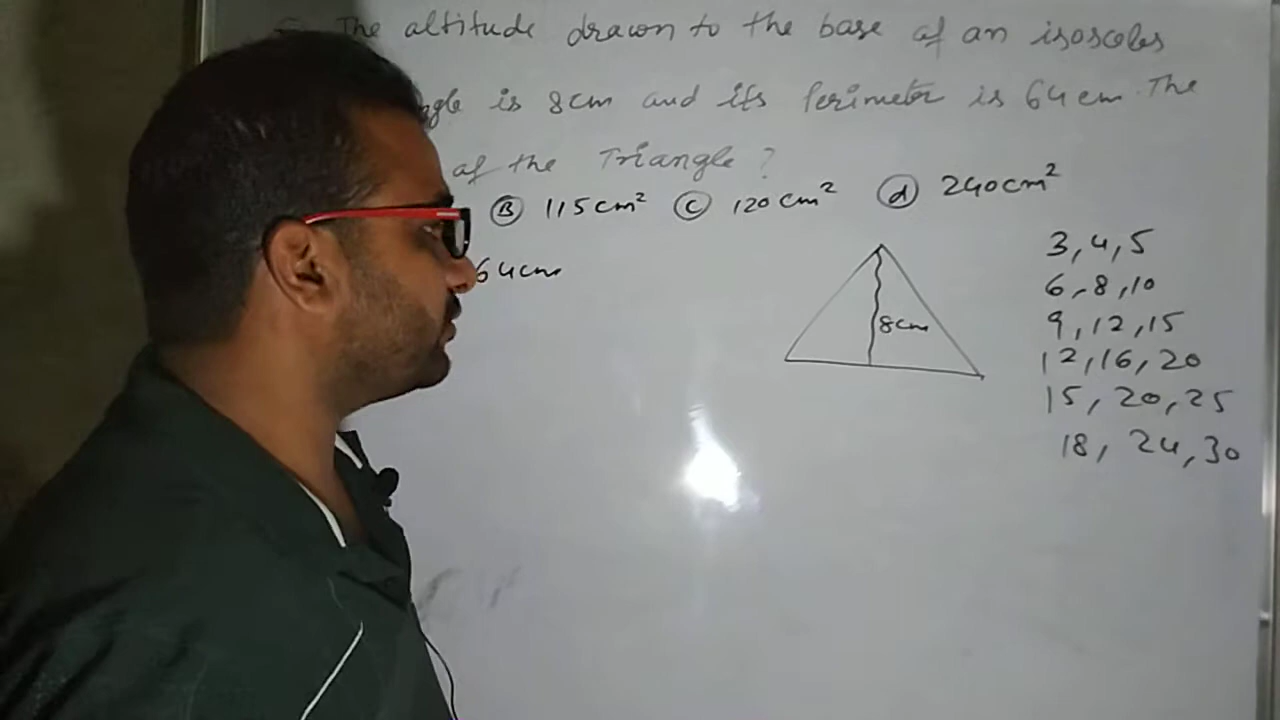 The altitude drawn to the base of an isosceles
is 8cm and its Perimeter is 64cm. The
of the Triangle?
B 115cm² C 120cm² d 240cm²
64cm
8cm
3,4,5
6,8,10
9,12,15
12,16,20
15,20,25
18,24,30